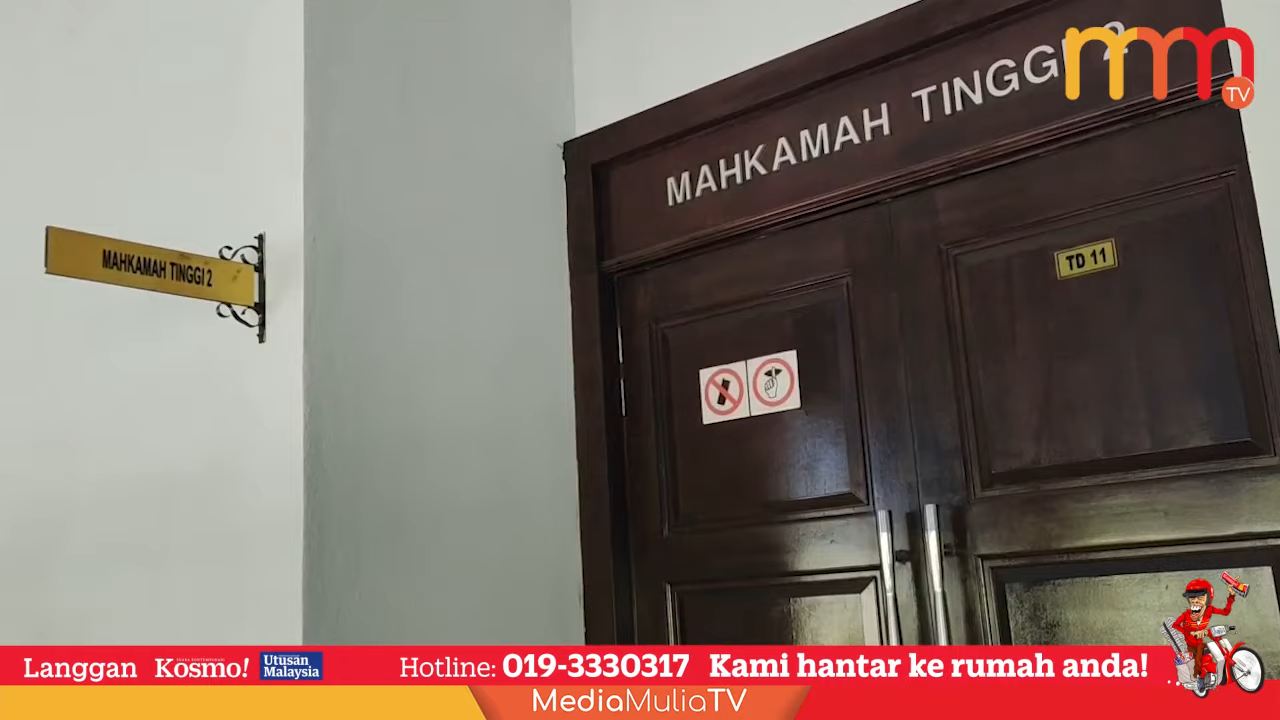 MAHKAMAH TINGGI 2
mm
TV
MAHKAMAH TINGGI 2
TD 11
Langgan Kosmo! Utusan Malaysia Hotline: 019-3330317 Kami hantar ke rumah anda!
MediaMuliaTV